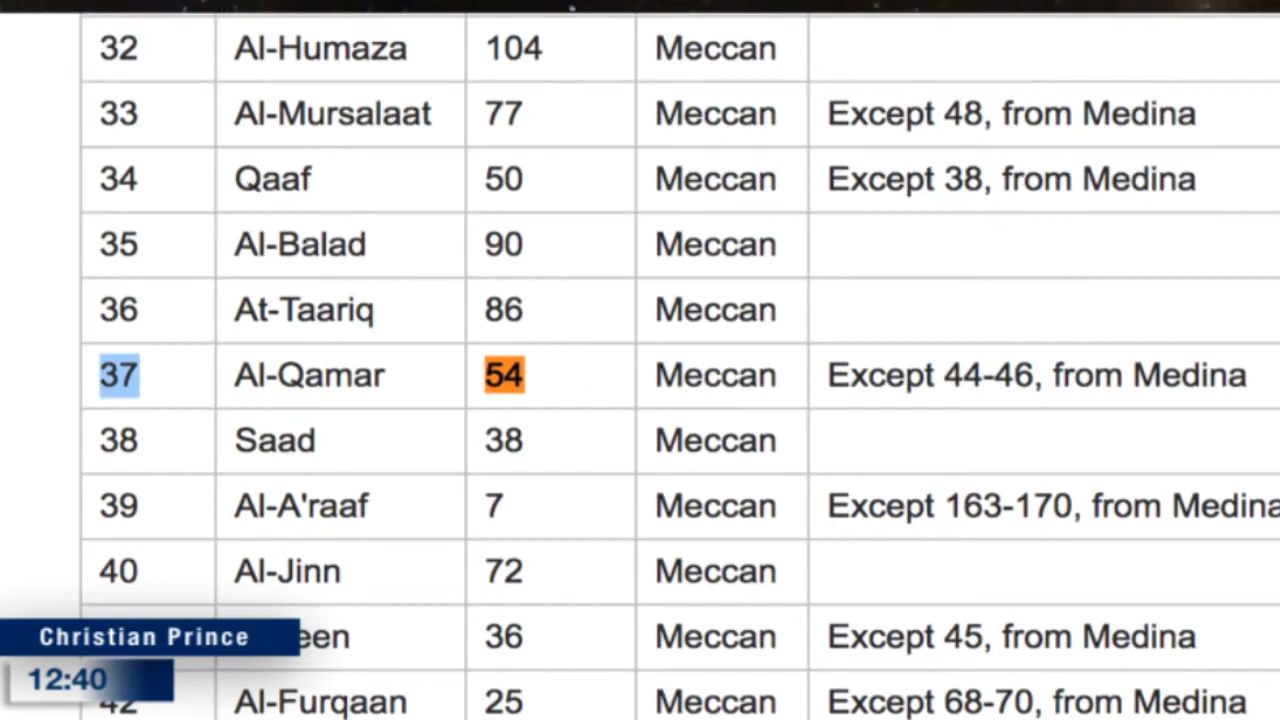 32 Al-Humaza 104 Meccan
33 Al-Mursalaat 77 Meccan Except 48, from Medina
34 Qaaf 50 Meccan Except 38, from Medina
35 Al-Balad 90 Meccan
36 At-Taariq 86 Meccan
37 Al-Qamar 54 Meccan Except 44-46, from Medina
38 Saad 38 Meccan
39 Al-A'raaf 7 Meccan Except 163-170, from Medina
40 Al-Jinn 72 Meccan
36 Meccan Except 45, from Medina
Christian Prince
12:40
42 Al-Furqaan 25 Meccan Except 68-70, from Medina